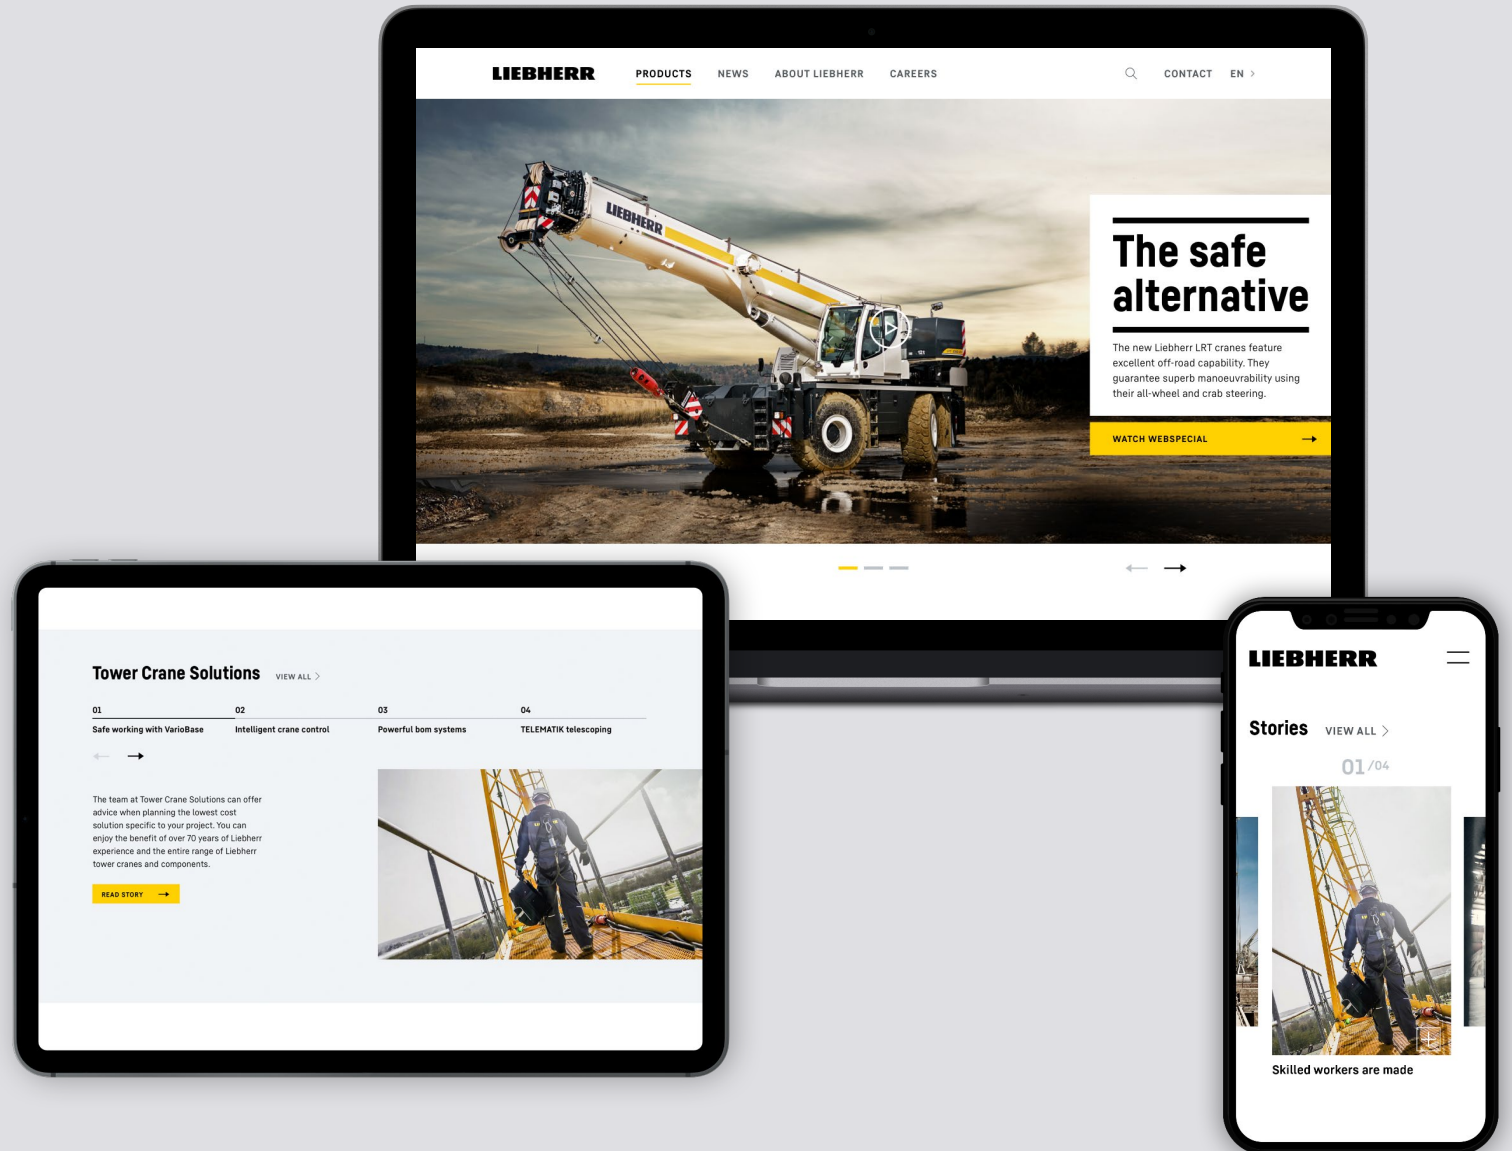 LIEBHERR
PRODUCTS
NEWS
ABOUT LIEBHERR
CAREERS
CONTACT
EN
LIEBHERR
The safe
alternative
The new Liebherr LRT cranes feature
excellent off-road capability. They
guarantee superb manoeuvrability using
their all-wheel and crab steering.
WATCH WEBSPECIAL
Tower Crane Solutions
VIEW ALL
01
02
03
04
Safe working with VarioBase
Intelligent crane control
Powerful bom systems
TELEMATIK telescoping
The team at Tower Crane Solutions can offer
advice when planning the lowest cost
solution specific to your project. You can
enjoy the benefit of over 70 years of Liebherr
experience and the entire range of Liebherr
tower cranes and components.
READ STORY
LIEBHERR
Stories
VIEW ALL
01/04
Skilled workers are made